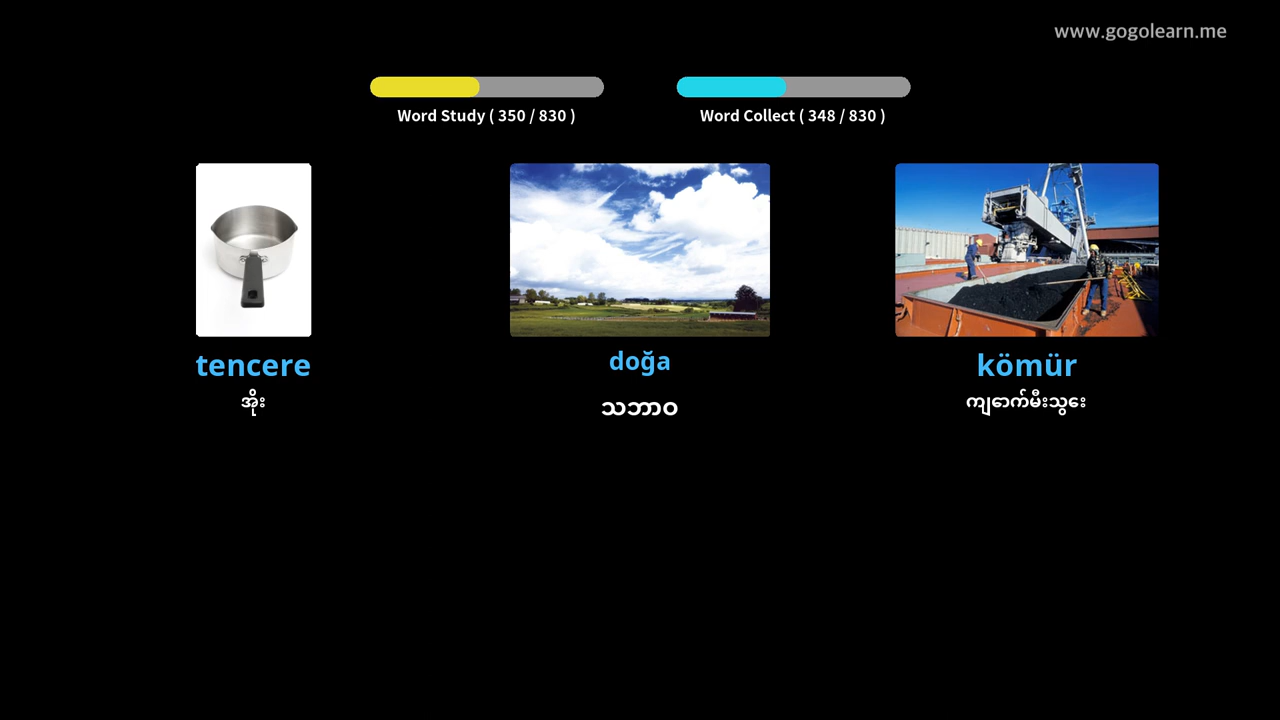 www.gogolearn.me
Word Study ( 350 / 830 )
Word Collect ( 348 / 830 )
tencere
အိုး
doğa
သဘာဝ
kömür
ကျောက်မီးသွေး